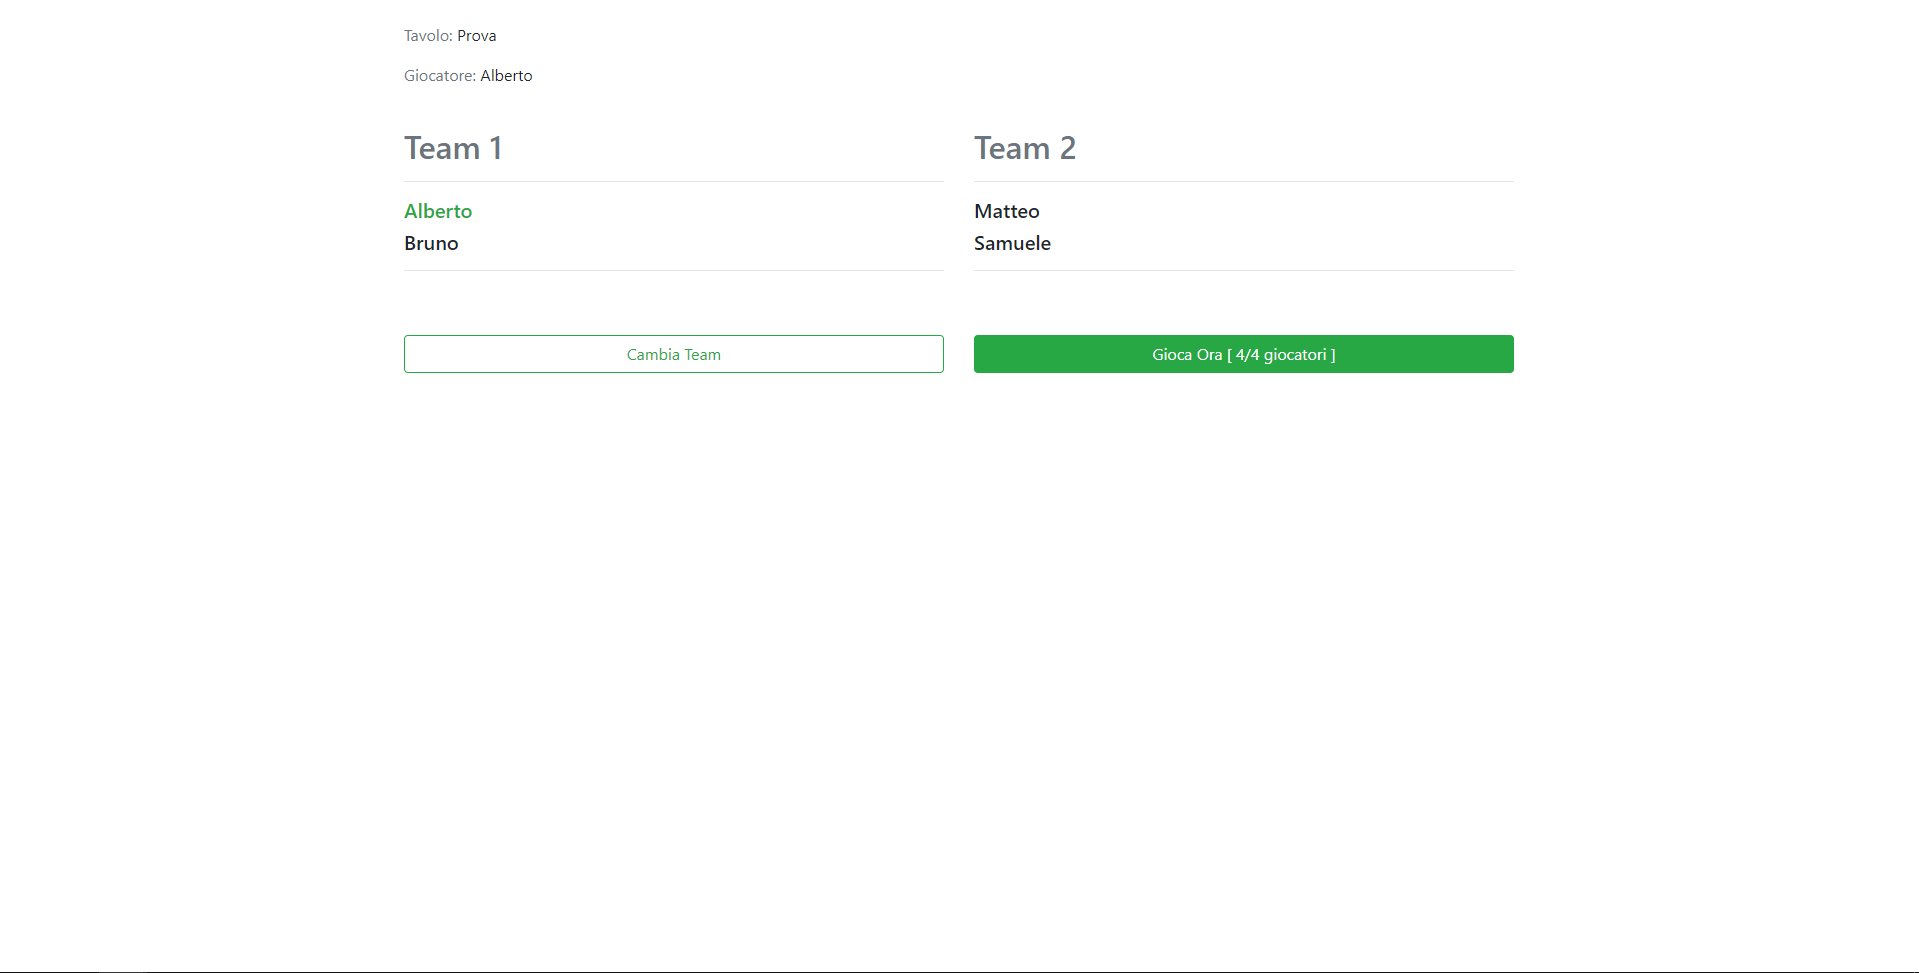 Tavolo: Prova
Giocatore: Alberto
Team 1
Alberto
Bruno
Team 2
Matteo
Samuele
Cambia Team
Gioca Ora [ 4/4 giocatori ]